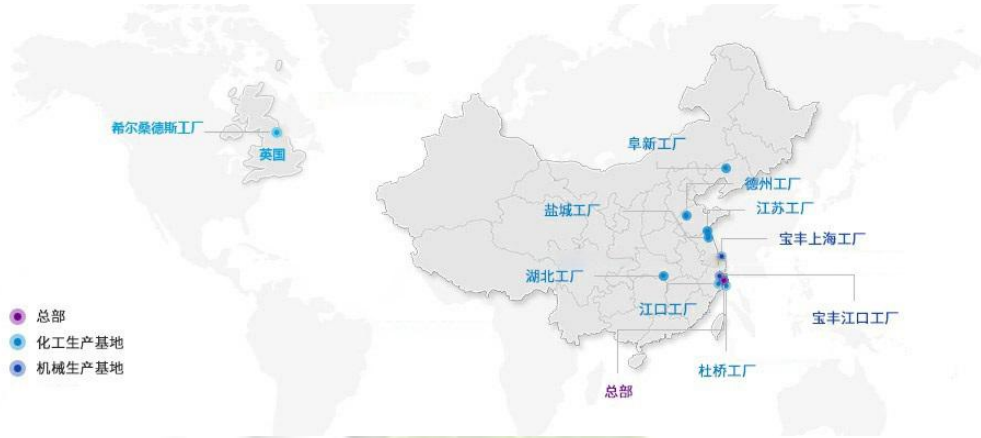 希尔桑德斯工厂
英国
阜新工厂
德州工厂
盐城工厂
江苏工厂
宝丰上海工厂
湖北工厂
江口工厂
宝丰江口工厂
杜桥工厂
总部
总部
化工生产基地
机械生产基地